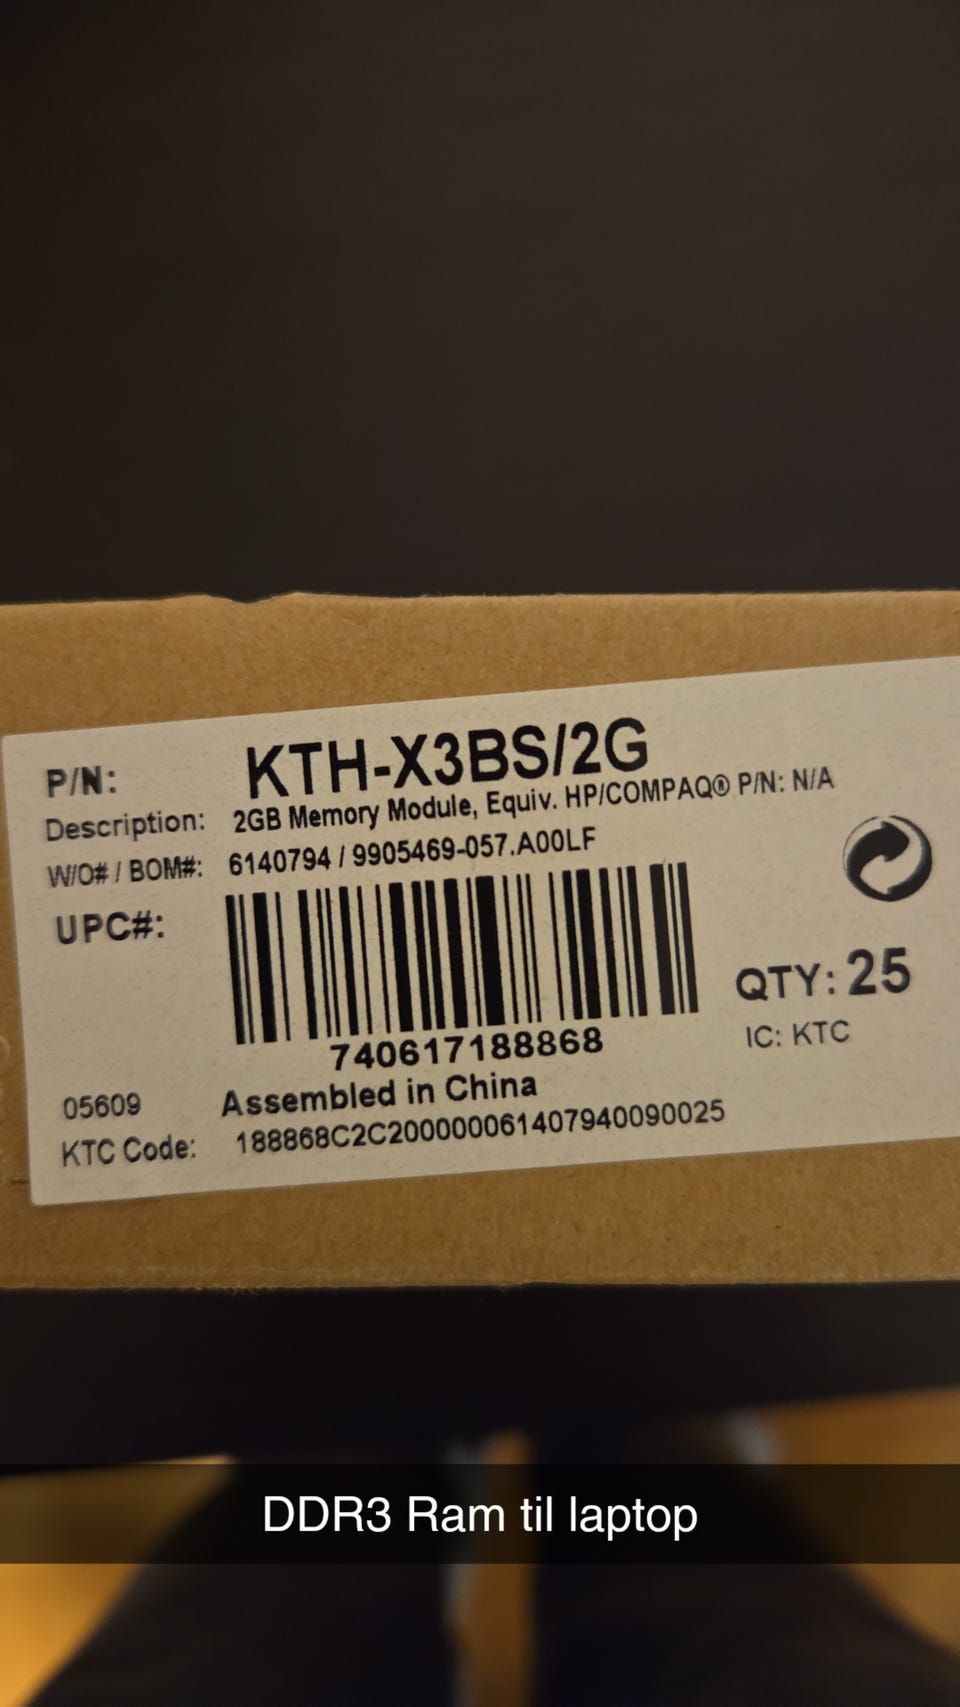 P/N: KTH-X3BS/2G
Description: 2GB Memory Module, Equiv. HP/COMPAQ® P/N: N/A
W/O# / BOM#: 6140794 / 9905469-057.A00LF
UPC#:
740617188868
QTY: 25
IC: KTC
05609 Assembled in China
KTC Code: 188868C2C200000061407940090025
DDR3 Ram til laptop